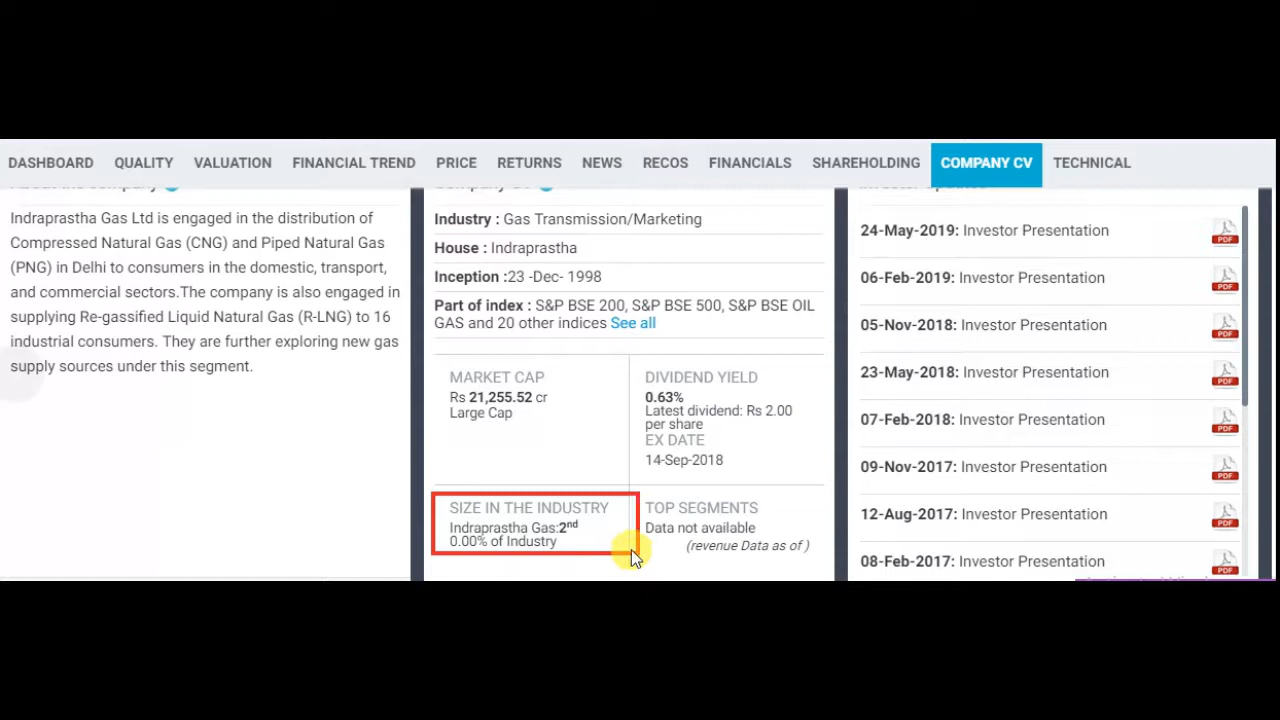 DASHBOARD QUALITY VALUATION FINANCIAL TREND PRICE RETURNS NEWS RECOS FINANCIALS SHAREHOLDING COMPANY CV TECHNICAL
Indraprastha Gas Ltd is engaged in the distribution of
Compressed Natural Gas (CNG) and Piped Natural Gas
(PNG) in Delhi to consumers in the domestic, transport,
and commercial sectors.The company is also engaged in
supplying Re-gassified Liquid Natural Gas (R-LNG) to 16
industrial consumers. They are further exploring new gas
supply sources under this segment.
Industry : Gas Transmission/Marketing
House : Indraprastha
Inception :23 -Dec- 1998
Part of index : S&P BSE 200, S&P BSE 500, S&P BSE OIL
GAS and 20 other indices See all
MARKET CAP
Rs 21,255.52 cr
Large Cap
DIVIDEND YIELD
0.63%
Latest dividend: Rs 2.00
per share
EX DATE
14-Sep-2018
SIZE IN THE INDUSTRY
Indraprastha Gas:2nd
0.00% of Industry
TOP SEGMENTS
Data not available
(revenue Data as of )
24-May-2019: Investor Presentation
PDF
06-Feb-2019: Investor Presentation
PDF
05-Nov-2018: Investor Presentation
PDF
23-May-2018: Investor Presentation
PDF
07-Feb-2018: Investor Presentation
PDF
09-Nov-2017: Investor Presentation
PDF
12-Aug-2017: Investor Presentation
PDF
08-Feb-2017: Investor Presentation
PDF